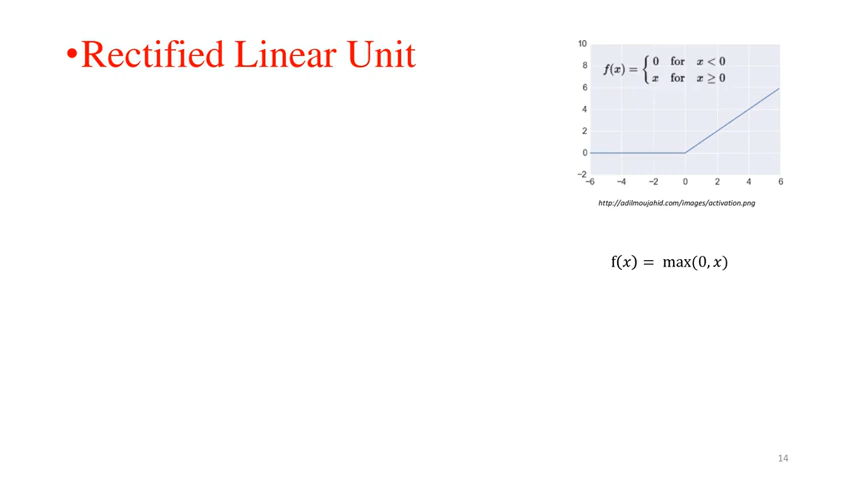 •Rectified Linear Unit
10
8
6
4
2
0
−2
f(x) = { 0 for x < 0
x for x ≥ 0
−6 −4 −2 0 2 4 6
http://adilmoujahid.com/images/activation.png
f(x) = max(0, x)
14